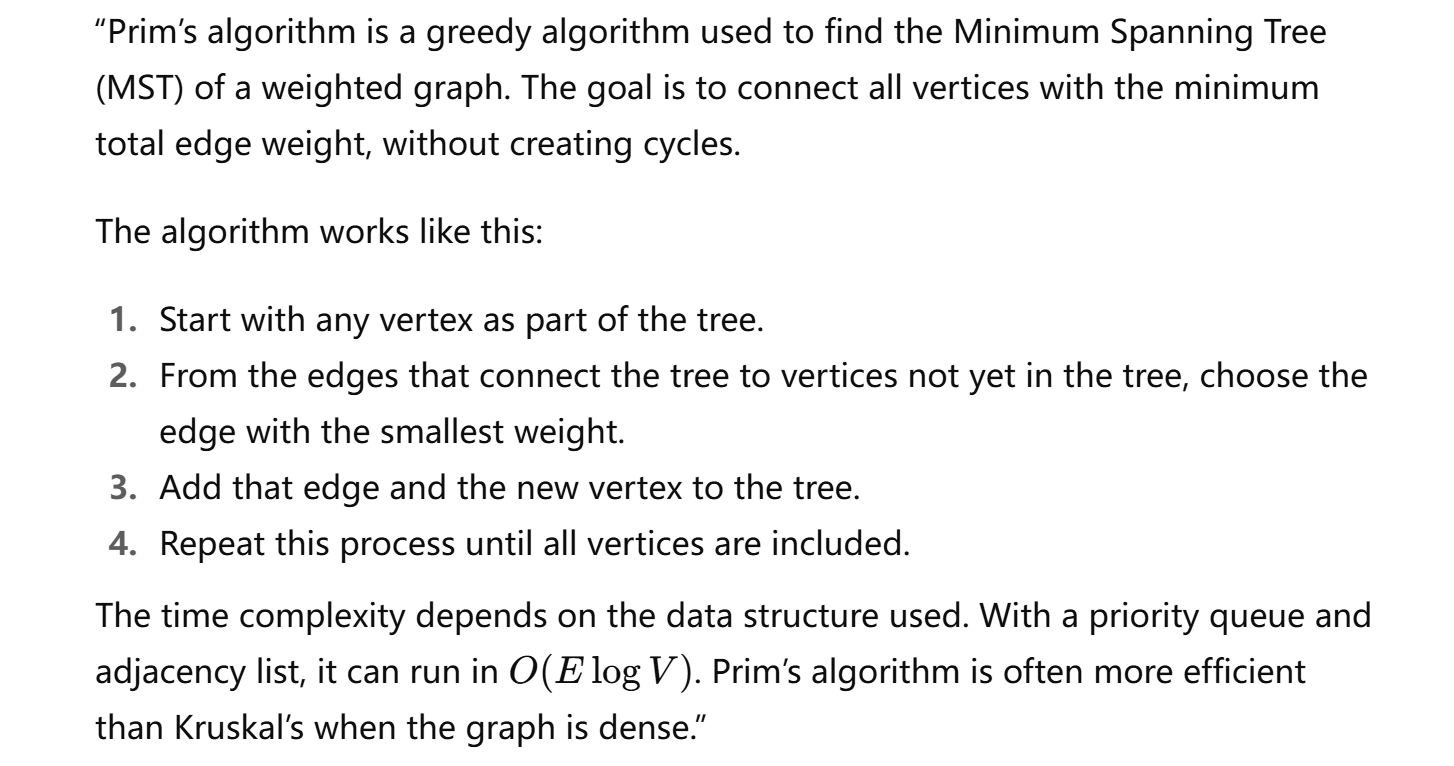 “Prim’s algorithm is a greedy algorithm used to find the Minimum Spanning Tree
(MST) of a weighted graph. The goal is to connect all vertices with the minimum
total edge weight, without creating cycles.
The algorithm works like this:
1. Start with any vertex as part of the tree.
2. From the edges that connect the tree to vertices not yet in the tree, choose the
edge with the smallest weight.
3. Add that edge and the new vertex to the tree.
4. Repeat this process until all vertices are included.
The time complexity depends on the data structure used. With a priority queue and
adjacency list, it can run in O(E log V). Prim’s algorithm is often more efficient
than Kruskal’s when the graph is dense.”